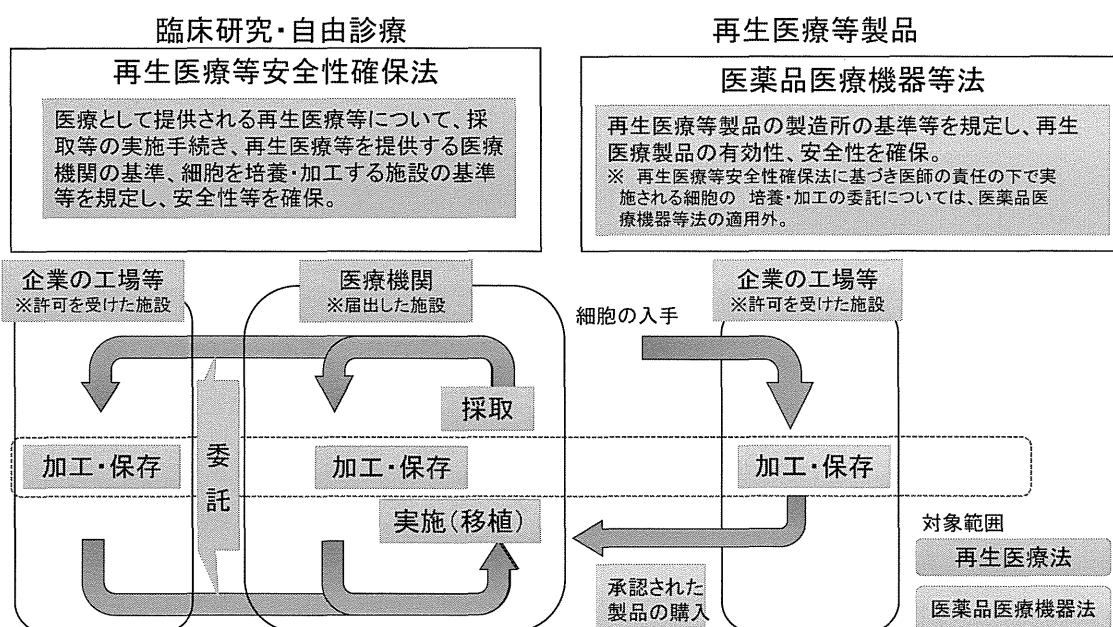 臨床研究・自由診療
再生医療等安全性確保法
医療として提供される再生医療等について、採
取等の実施手続き、再生医療等を提供する医療
機関の基準、細胞を培養・加工する施設の基準
等を規定し、安全性等を確保。
再生医療等製品
医薬品医療機器等法
再生医療等製品の製造所の基準等を規定し、再生
医療製品の有効性、安全性を確保。
※ 再生医療等安全性確保法に基づき医師の責任の下で実
施される細胞の 培養・加工の委託については、医薬品医
療機器等法の適用外。
企業の工場等
※許可を受けた施設
医療機関
※届出した施設
細胞の入手
企業の工場等
※許可を受けた施設
採取
加工・保存
委
託
加工・保存
加工・保存
実施(移植)
承認された
製品の購入
対象範囲
再生医療法
医薬品医療機器法